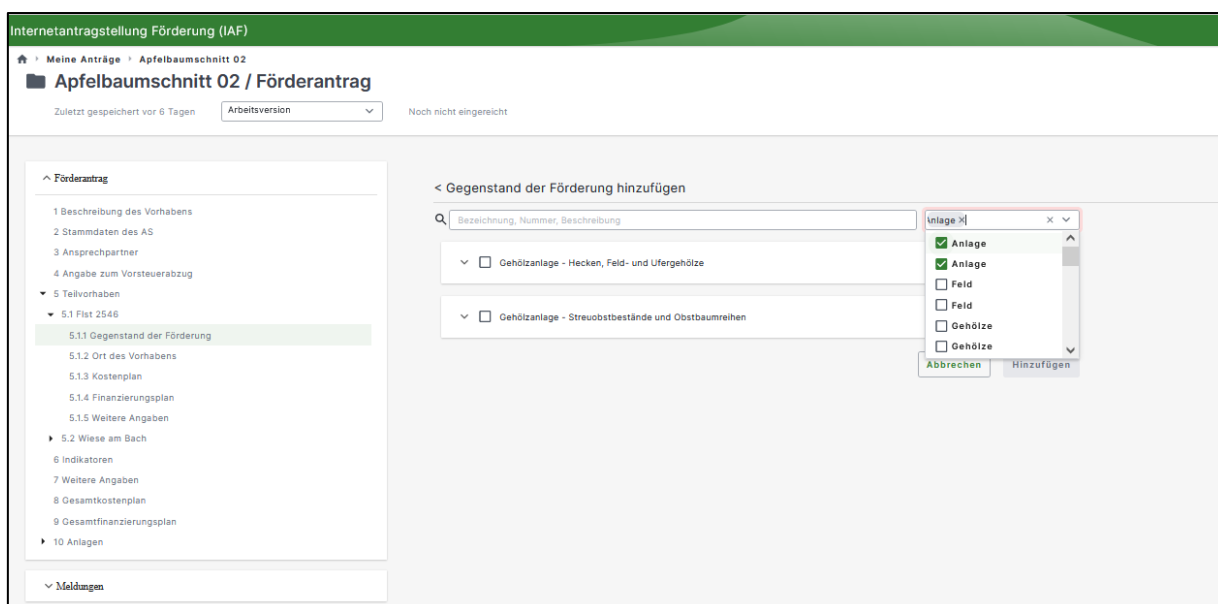 Internetantragstellung Förderung (IAF)
Meine Anträge › Apfelbaumschnitt 02
Apfelbaumschnitt 02 / Förderantrag
Zuletzt gespeichert vor 6 Tagen
Arbeitsversion
Noch nicht eingereicht
Förderantrag
1 Beschreibung des Vorhabens
2 Stammdaten des AS
3 Ansprechpartner
4 Angabe zum Vorsteuerabzug
5 Teilvorhaben
5.1 Flst 2546
5.1.1 Gegenstand der Förderung
5.1.2 Ort des Vorhabens
5.1.3 Kostenplan
5.1.4 Finanzierungsplan
5.1.5 Weitere Angaben
5.2 Wiese am Bach
6 Indikatoren
7 Weitere Angaben
8 Gesamtkostenplan
9 Gesamtfinanzierungsplan
10 Anlagen
Meldungen
< Gegenstand der Förderung hinzufügen
Bezeichnung, Nummer, Beschreibung
Anlage
Gehölzanlage - Hecken, Feld- und Ufergehölze
Gehölzanlage - Streuobstbestände und Obstbaumreihen
Anlage
Anlage
Feld
Feld
Gehölze
Gehölze
Abbrechen
Hinzufügen